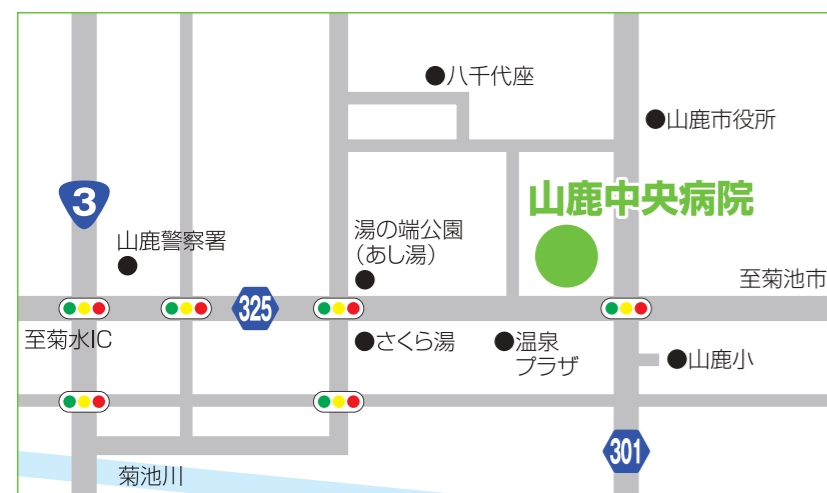 八千代座
山鹿市役所
3
山鹿中央病院
山鹿警察署
湯の端公園
（あし湯）
至菊池市
325
至菊水IC
さくら湯
温泉
プラザ
山鹿小
301
菊池川